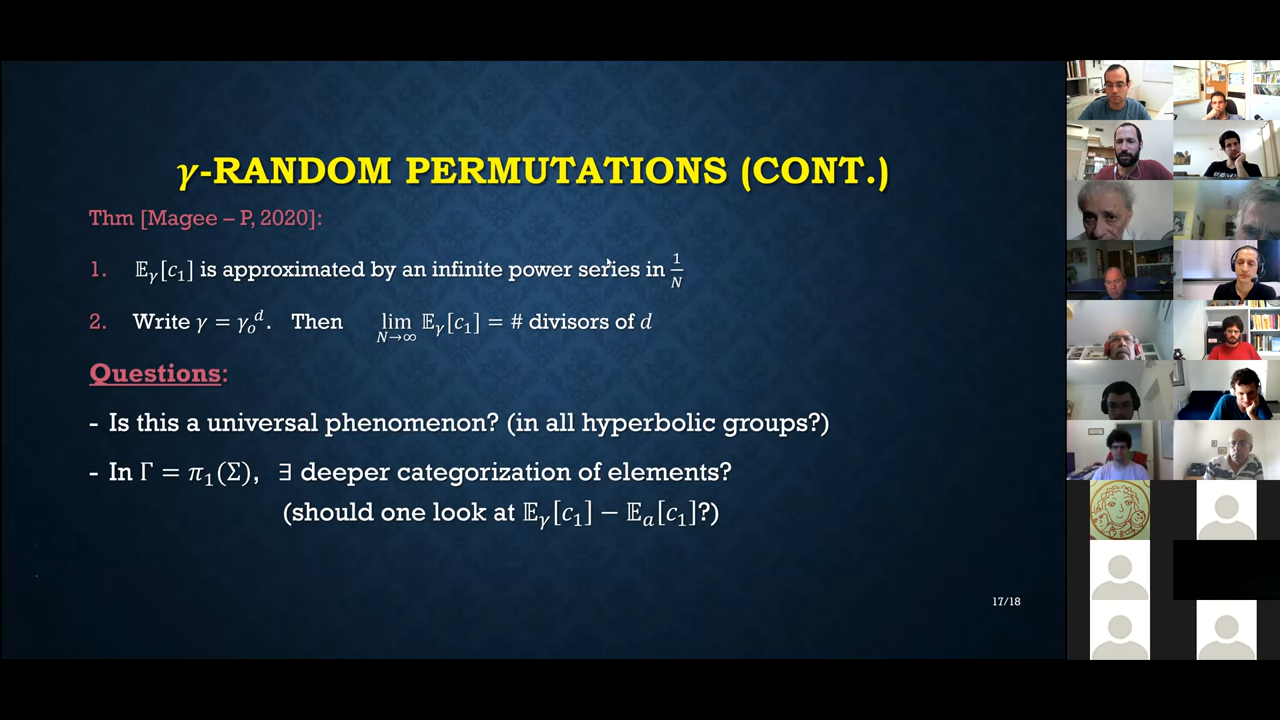 γ-RANDOM PERMUTATIONS (CONT.)
Thm [Magee – P, 2020]:
1. 𝔼_γ[c₁] is approximated by an infinite power series in 1/N
2. Write γ = γ_o^d. Then lim_{N→∞} 𝔼_γ[c₁] = # divisors of d
Questions:
- Is this a universal phenomenon? (in all hyperbolic groups?)
- In Γ = π₁(Σ), ∃ deeper categorization of elements?
(should one look at 𝔼_γ[c₁] − 𝔼_a[c₁]?)
17/18